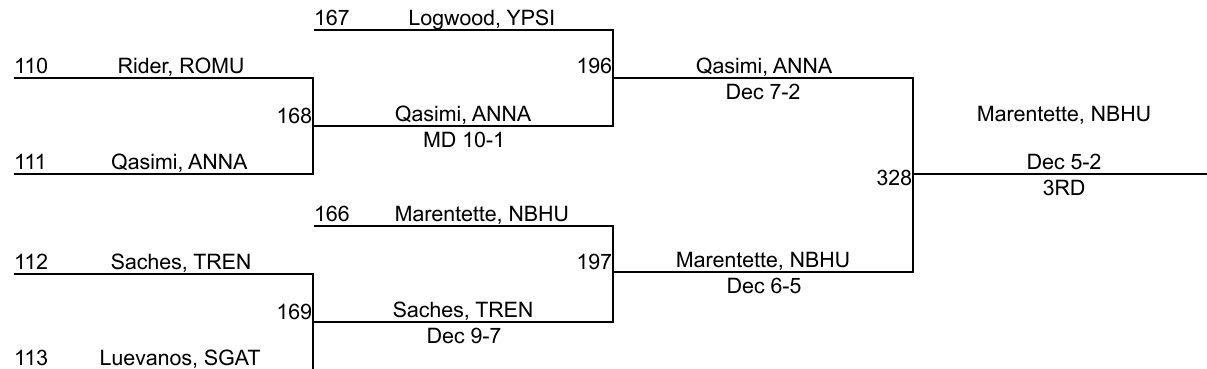 167 Logwood, YPSI
110 Rider, ROMU
196 Qasimi, ANNA
Dec 7-2
168 Qasimi, ANNA
MD 10-1
Marentette, NBHU
111 Qasimi, ANNA
Dec 5-2
328
3RD
166 Marentette, NBHU
112 Saches, TREN
197 Marentette, NBHU
Dec 6-5
169 Saches, TREN
Dec 9-7
113 Luevanos, SGAT